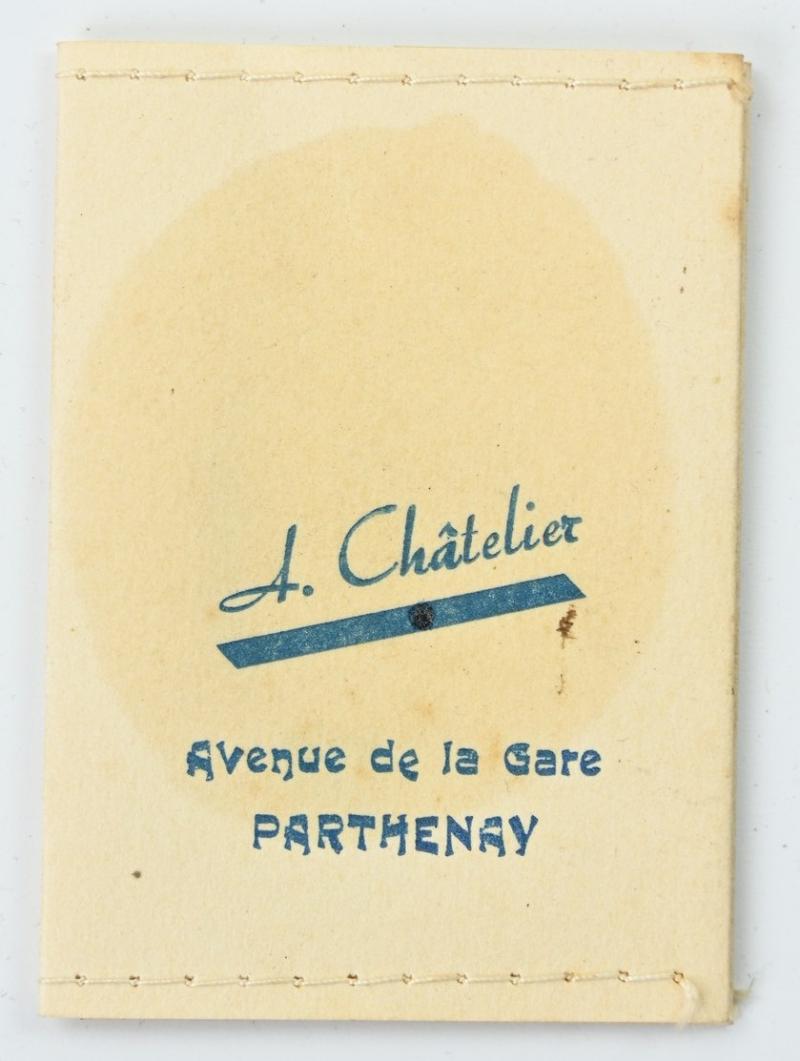 A. Châtelier
Avenue de la Gare
PARTHENAY